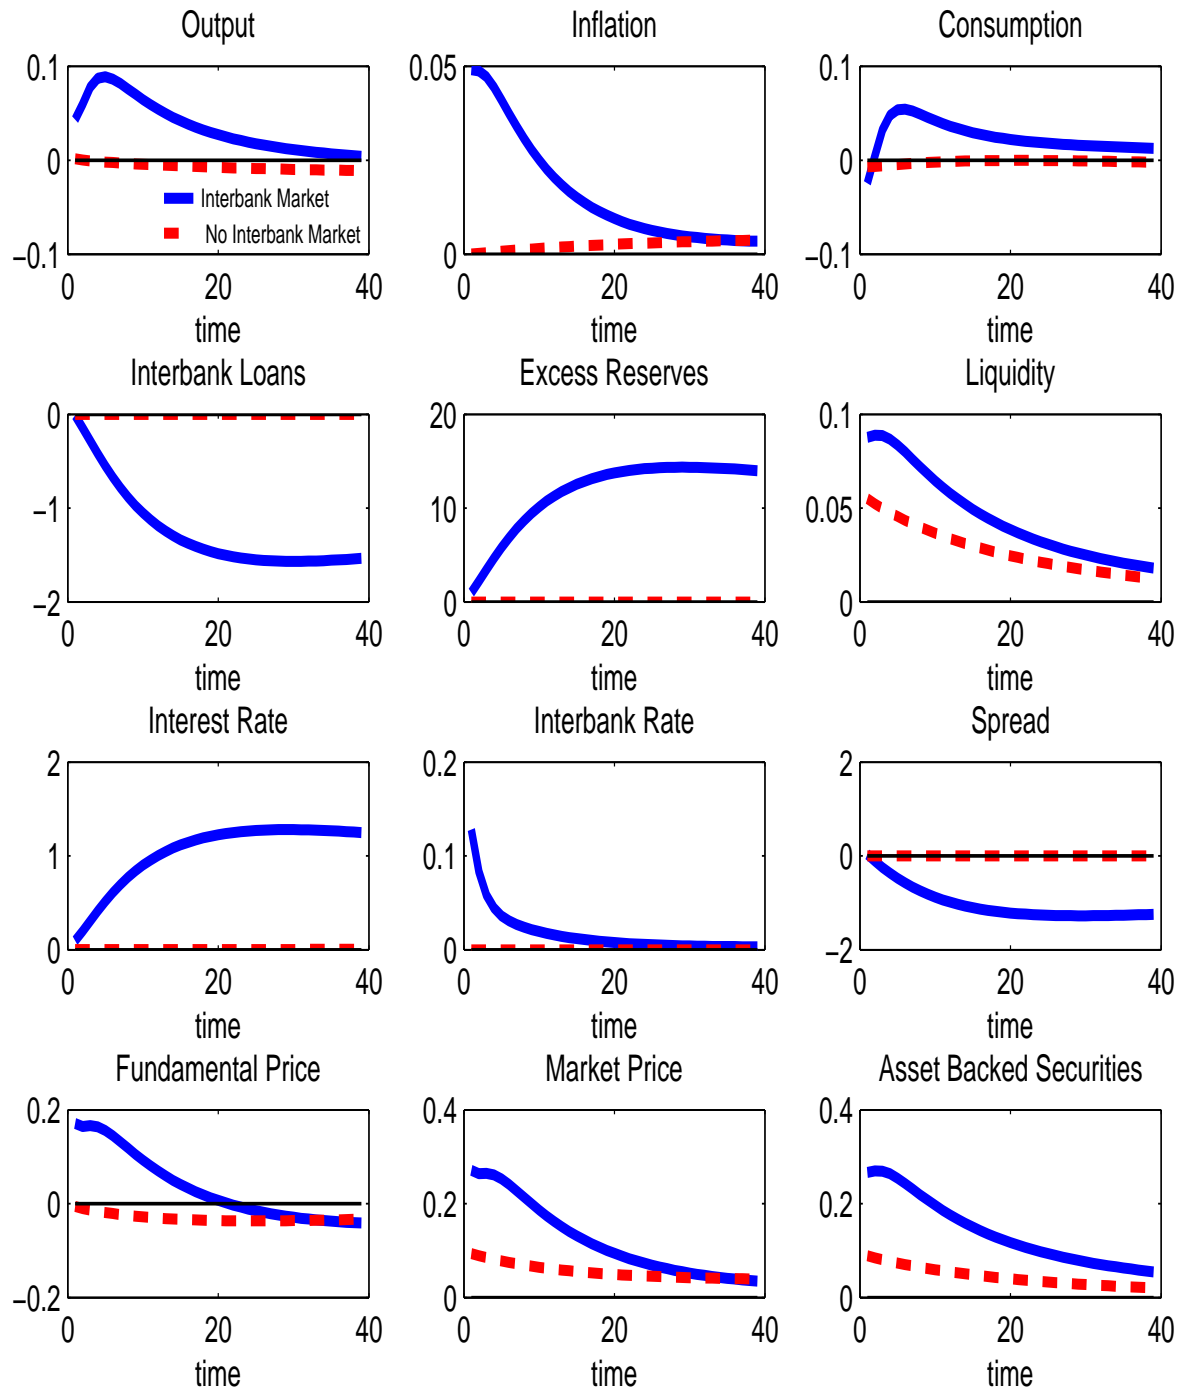 Output Inflation Consumption
0.1 0.05 0.1
0 0
Interbank Market
No Interbank Market
−0.1 0 −0.1
0 20 40 0 20 40 0 20 40
time time time
Interbank Loans Excess Reserves Liquidity
0 20 0.1
−1 10 0.05
−2 0 0
0 20 40 0 20 40 0 20 40
time time time
Interest Rate Interbank Rate Spread
2 0.2 2
1 0.1 0
0 0 −2
0 20 40 0 20 40 0 20 40
time time time
Fundamental Price Market Price Asset Backed Securities
0.2 0.4 0.4
0 0.2 0.2
−0.2 0 0
0 20 40 0 20 40 0 20 40
time time time